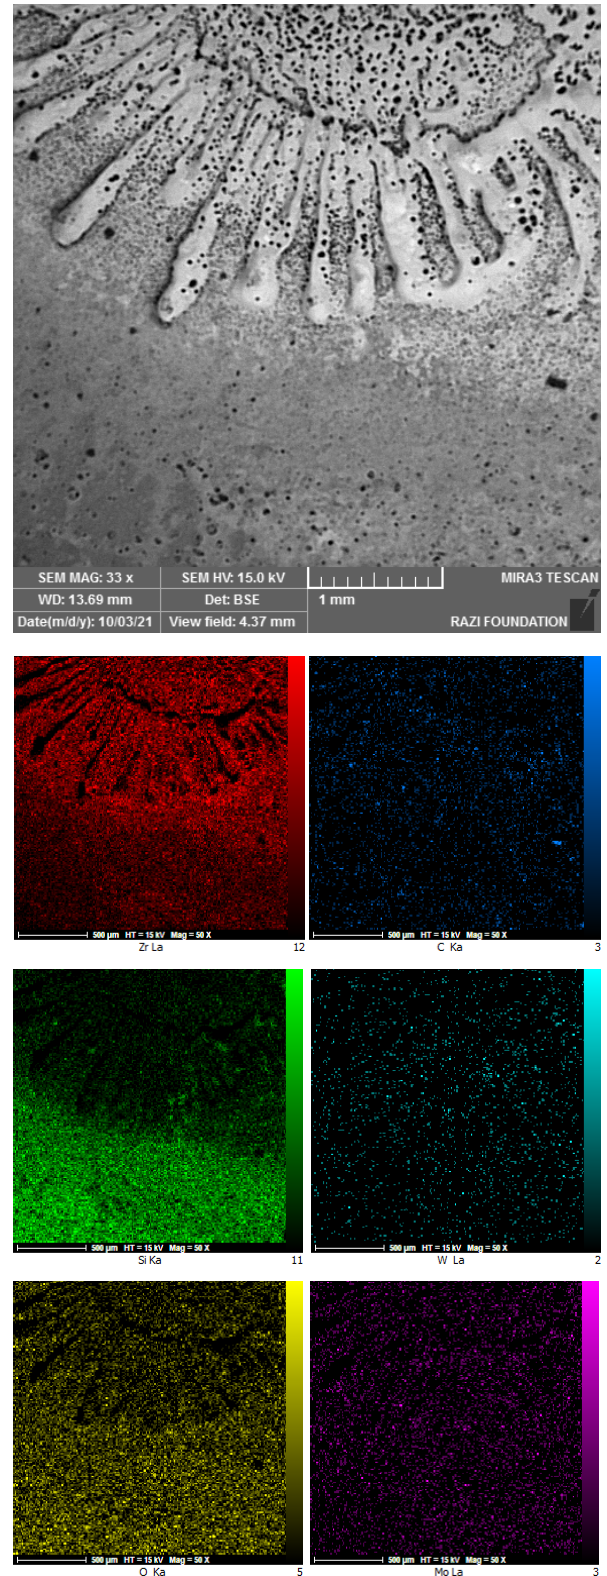 SEM MAG: 33 x SEM HV: 15.0 kV MIRA3 TESCAN
WD: 13.69 mm Det: BSE 1 mm
Date(m/d/y): 10/03/21 View field: 4.37 mm RAZI FOUNDATION
500 µm HT = 15 kV Mag = 50 X 500 µm HT = 15 kV Mag = 50 X
Zr La 12 C Ka 3
500 µm HT = 15 kV Mag = 50 X 500 µm HT = 15 kV Mag = 50 X
Si Ka 11 W La 2
500 µm HT = 15 kV Mag = 50 X 500 µm HT = 15 kV Mag = 50 X
O Ka 5 Mo La 3